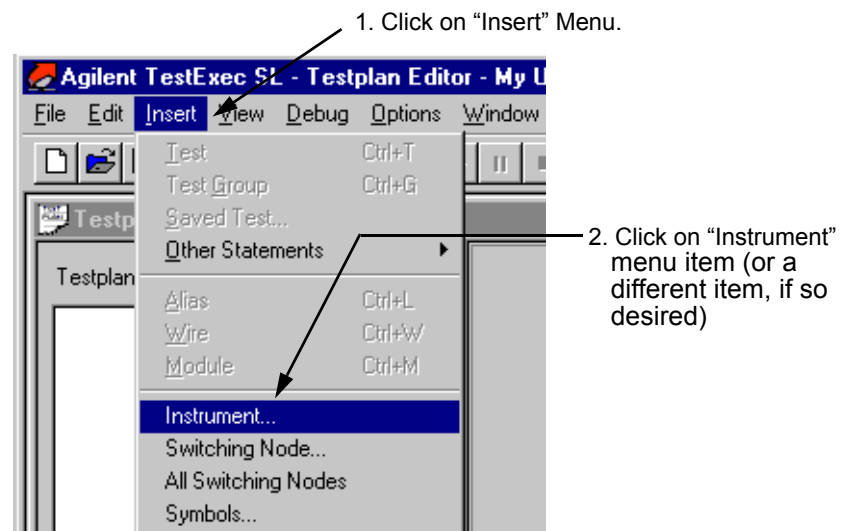 1. Click on “Insert” Menu.
Agilent TestExec SL - Testplan Editor - My U
File Edit Insert View Debug Options Window
Test Ctrl+T
Test Group Ctrl+G
Saved Test...
Other Statements
Alias Ctrl+L
Wire Ctrl+W
Module Ctrl+M
Instrument...
Switching Node...
All Switching Nodes
Symbols...
Testp
Testplan
2. Click on “Instrument”
menu item (or a
different item, if so
desired)